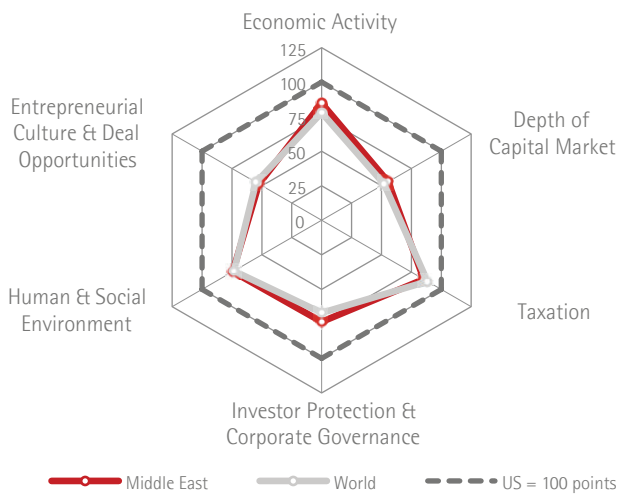 Economic Activity
125
100
75
50
25
0
Entrepreneurial
Culture & Deal
Opportunities
Depth of
Capital Market
Human & Social
Environment
Taxation
Investor Protection &
Corporate Governance
Middle East World US = 100 points